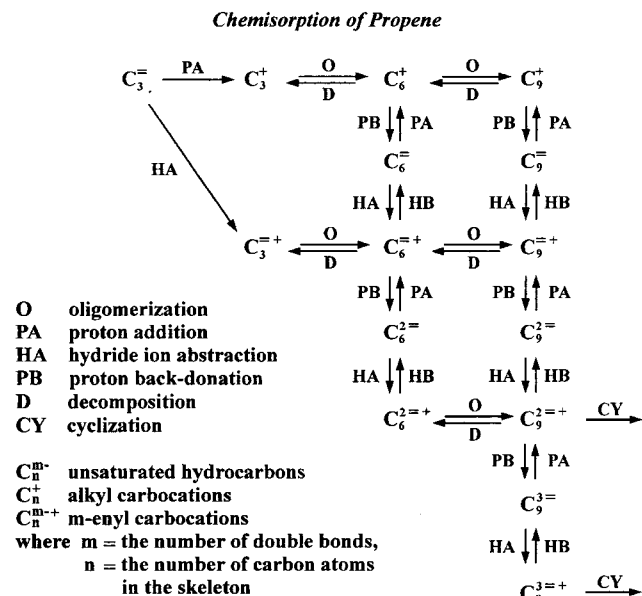 Chemisorption of Propene
C₃⁼ PA C₃⁺ O D C₆⁺ O D C₉⁺
PB PA PB PA
HA C₆⁼ C₉⁼
HA HB HA HB
C₃⁼⁺ O D C₆⁼⁺ O D C₉⁼⁺
PB PA PB PA
C₆²⁼ C₉²⁼
HA HB HA HB
C₆²⁼⁺ O D C₉²⁼⁺ CY
PB PA
C₉³⁼
HA HB
C₉³⁼⁺ CY
O oligomerization
PA proton addition
HA hydride ion abstraction
PB proton back-donation
D decomposition
CY cyclization
Cₙᵐ⁻ unsaturated hydrocarbons
Cₙ⁺ alkyl carbocations
Cₙᵐ⁻⁺ m-enyl carbocations
where m = the number of double bonds,
n = the number of carbon atoms
in the skeleton